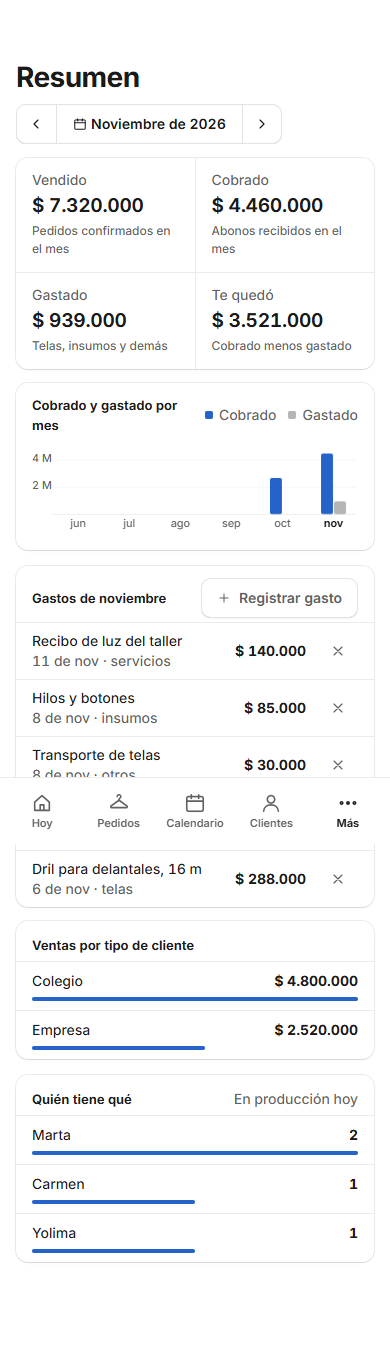 Resumen
Noviembre de 2026
Vendido
$ 7.320.000
Pedidos confirmados en
el mes
Cobrado
$ 4.460.000
Abonos recibidos en el
mes
Gastado
$ 939.000
Telas, insumos y demás
Te quedó
$ 3.521.000
Cobrado menos gastado
Cobrado y gastado por
mes
Cobrado Gastado
4 M
2 M
jun jul ago sep oct nov
Gastos de noviembre
+ Registrar gasto
Recibo de luz del taller
11 de nov · servicios
$ 140.000
Hilos y botones
8 de nov · insumos
$ 85.000
Transporte de telas
8 de nov · otros
$ 30.000
Hoy Pedidos Calendario Clientes Más
Dril para delantales, 16 m
6 de nov · telas
$ 288.000
Ventas por tipo de cliente
Colegio $ 4.800.000
Empresa $ 2.520.000
Quién tiene qué En producción hoy
Marta 2
Carmen 1
Yolima 1